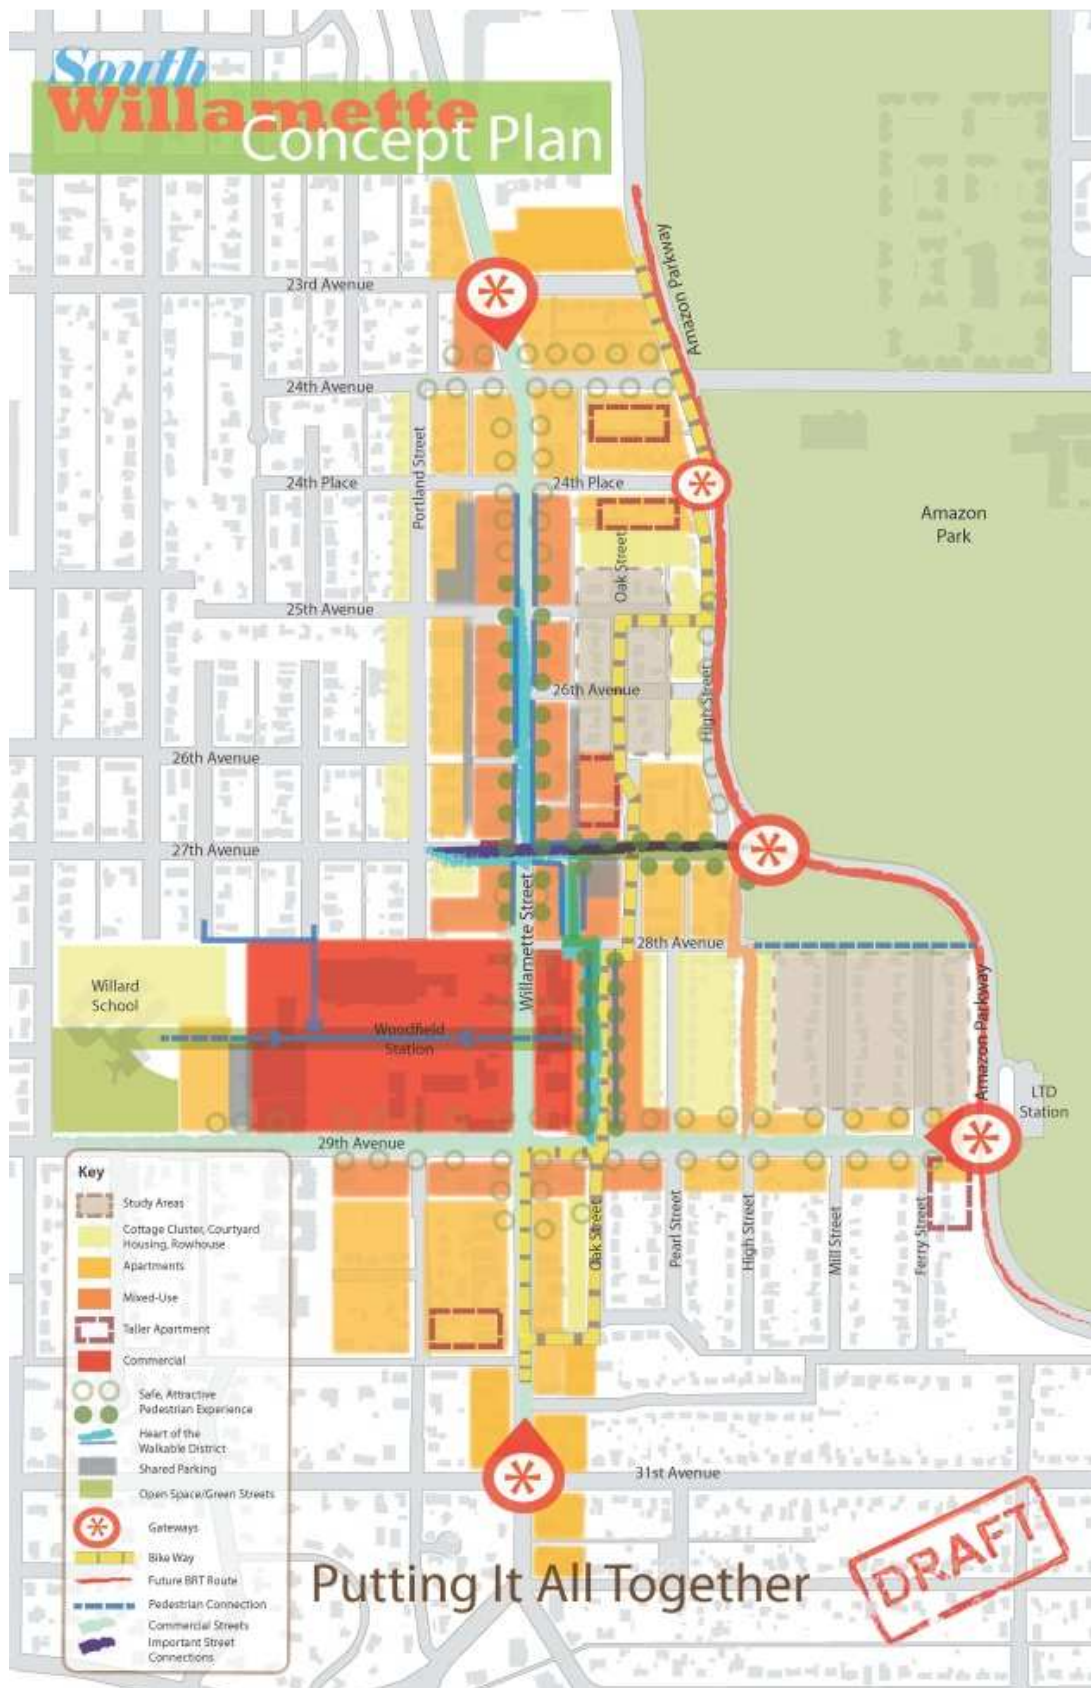 South
Willamette
Concept Plan
Amazon Parkway
23rd Avenue
24th Avenue
Portland Street
24th Place
24th Place
Amazon
Park
Oak Street
25th Avenue
26th Avenue
High Street
26th Avenue
27th Avenue
Willamette Street
28th Avenue
Willard
School
Woodfield
Station
Amazon Parkway
LTD
Station
29th Avenue
Oak Street
Pearl Street
High Street
Mill Street
Ferry Street
Key
Study Areas
Cottage Cluster, Courtyard
Housing, Rowhouse
Apartments
Mixed-Use
Taller Apartment
Commercial
Safe, Attractive
Pedestrian Experience
Heart of the
Walkable District
Shared Parking
Open Space/Green Streets
Gateways
Bike Way
Future BRT Route
Pedestrian Connection
Commercial Streets
Important Street
Connections
31st Avenue
Putting It All Together
DRAFT